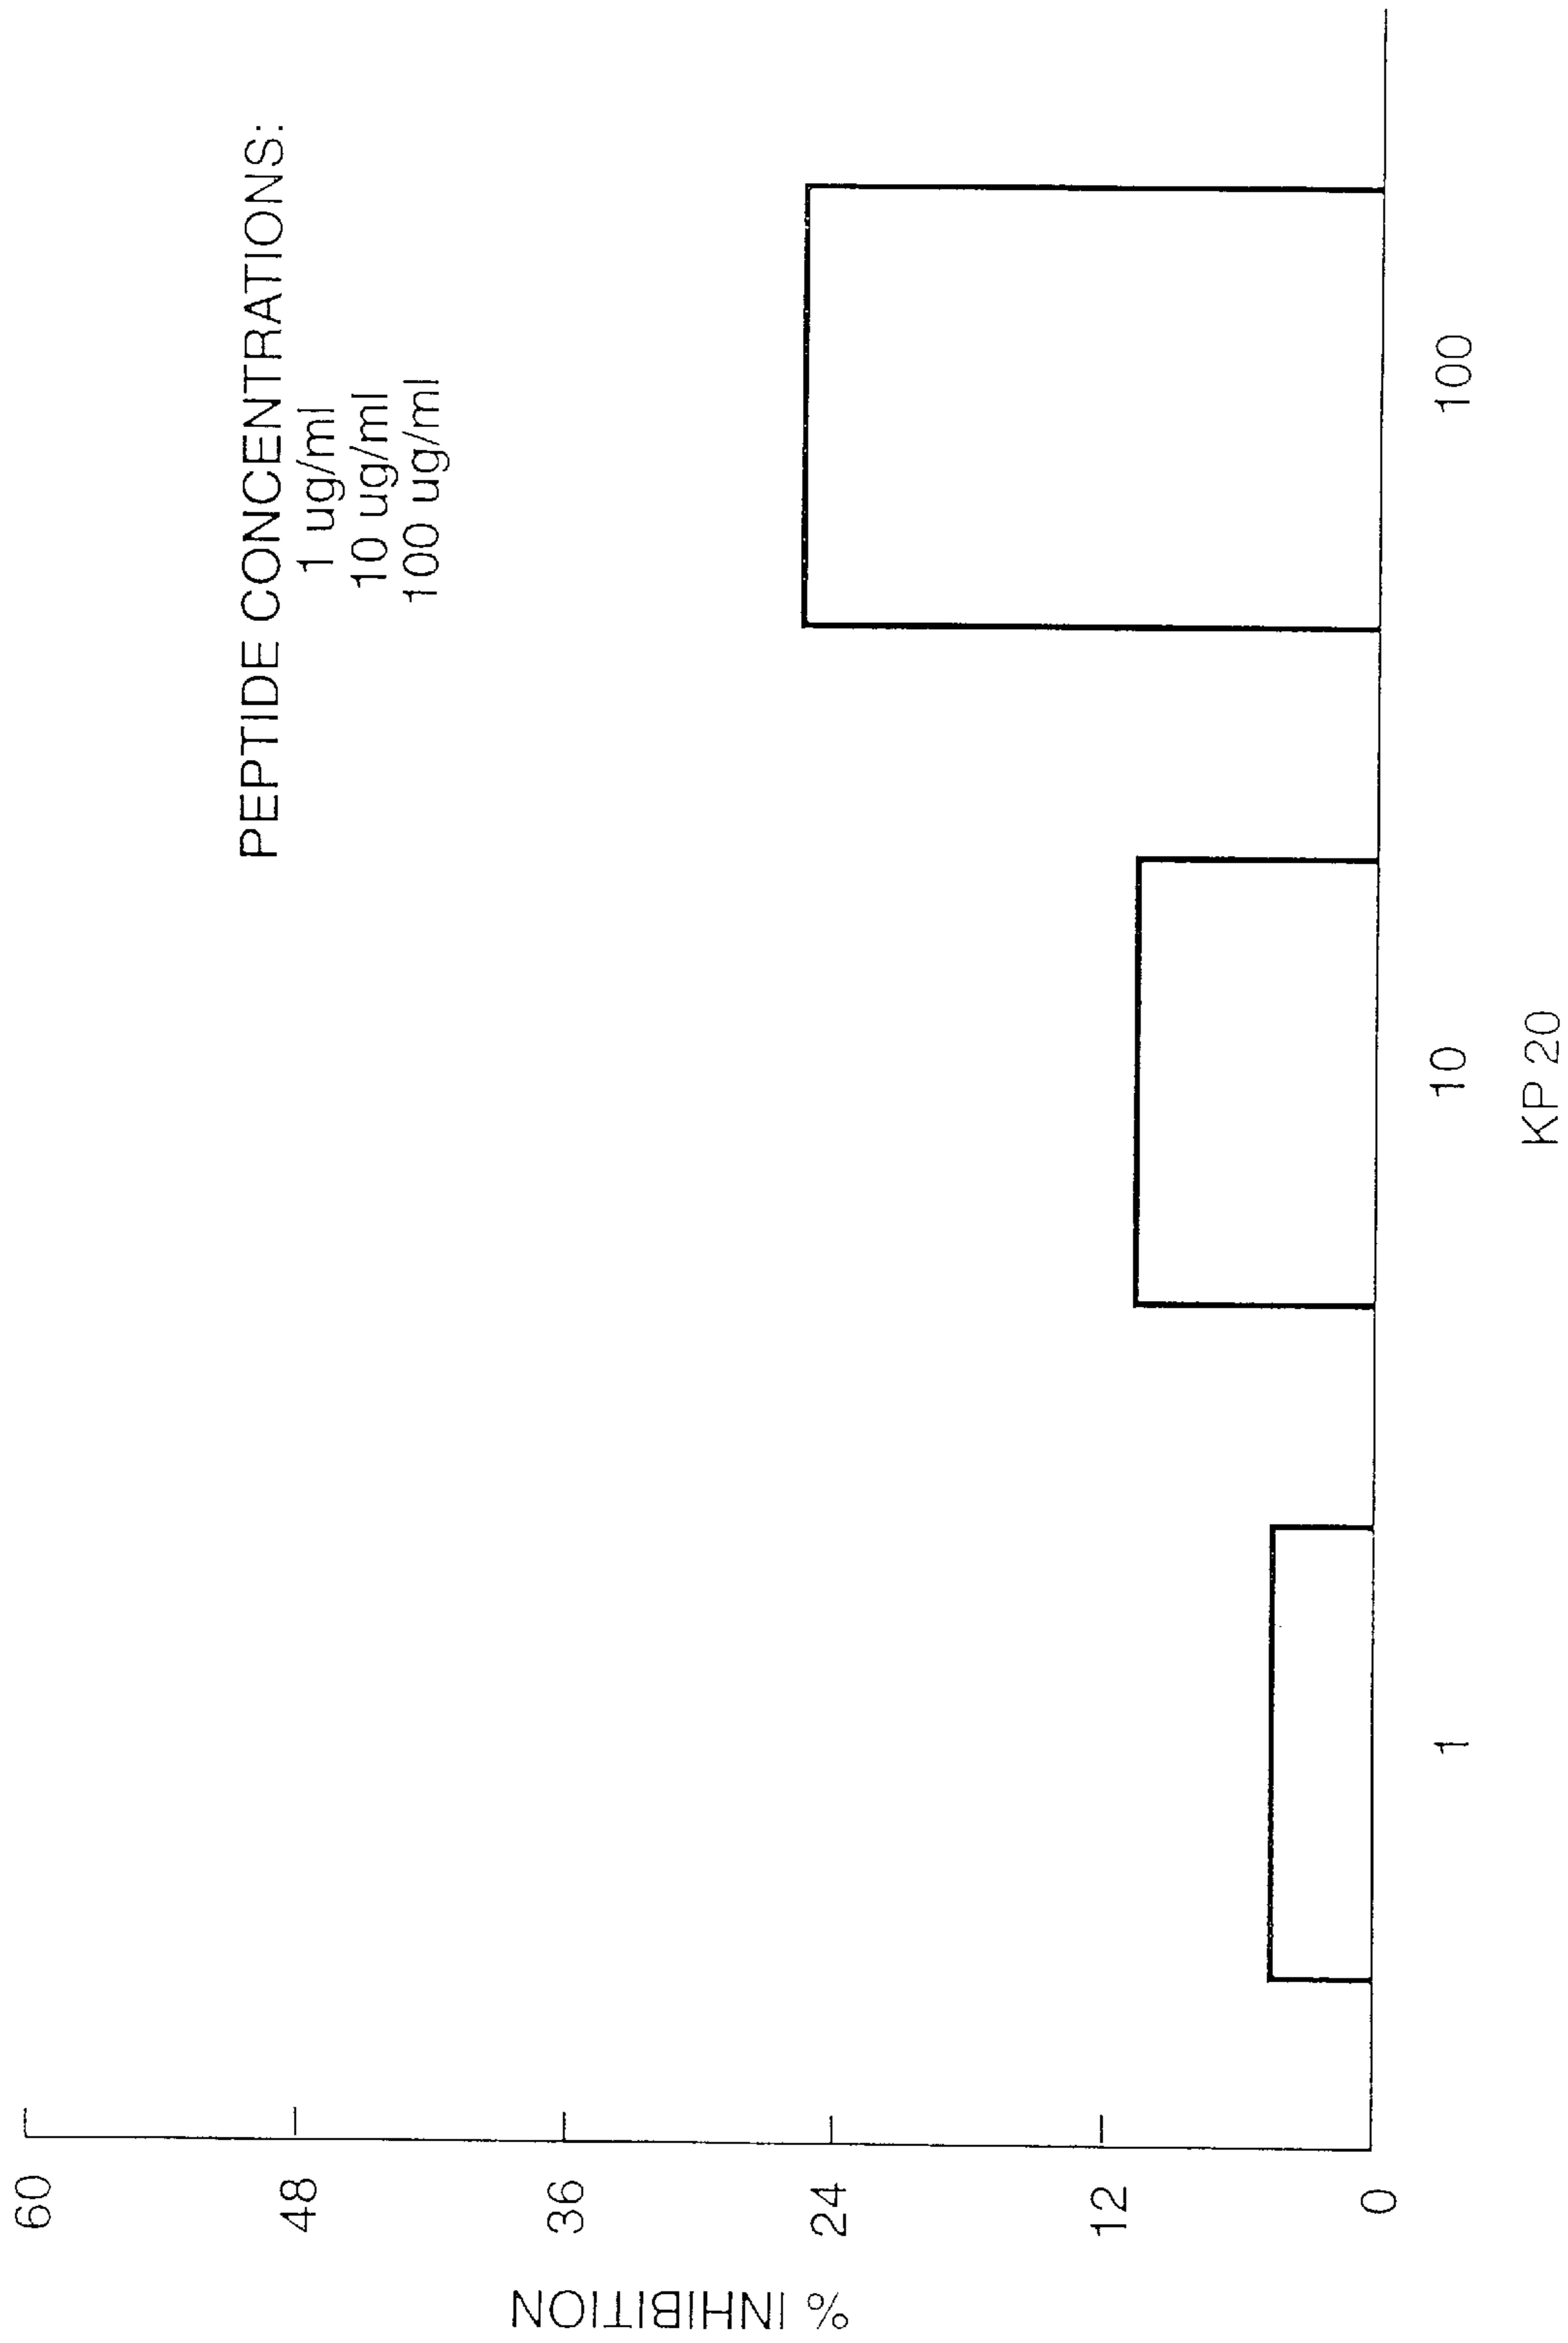 PEPTIDE CONCENTRATIONS:
1 ug/ml
10 ug/ml
100 ug/ml
% INHIBITION
60
48
36
24
12
0
1
10
100
KP 20